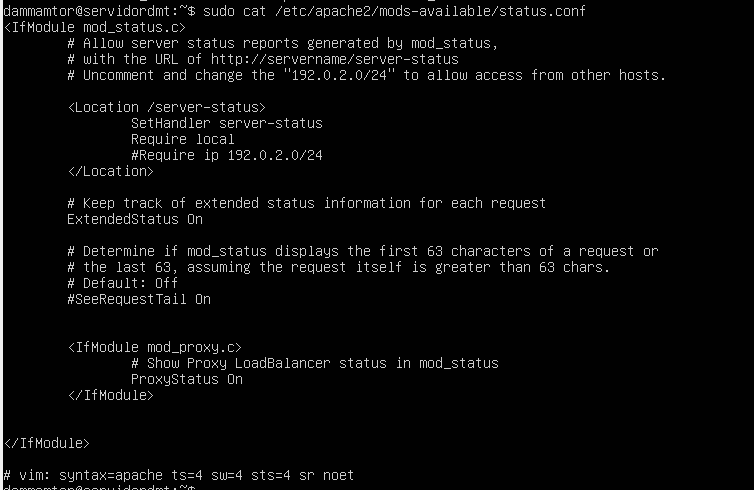 dammamtor@servidordmt:~$ sudo cat /etc/apache2/mods-available/status.conf
<IfModule mod_status.c>
# Allow server status reports generated by mod_status,
# with the URL of http://servername/server-status
# Uncomment and change the "192.0.2.0/24" to allow access from other hosts.
<Location /server-status>
SetHandler server-status
Require local
#Require ip 192.0.2.0/24
</Location>
# Keep track of extended status information for each request
ExtendedStatus On
# Determine if mod_status displays the first 63 characters of a request or
# the last 63, assuming the request itself is greater than 63 chars.
# Default: Off
#SeeRequestTail On
<IfModule mod_proxy.c>
# Show Proxy LoadBalancer status in mod_status
ProxyStatus On
</IfModule>
</IfModule>
# vim: syntax=apache ts=4 sw=4 sts=4 sr noet
dammamtor@servidordmt:~$